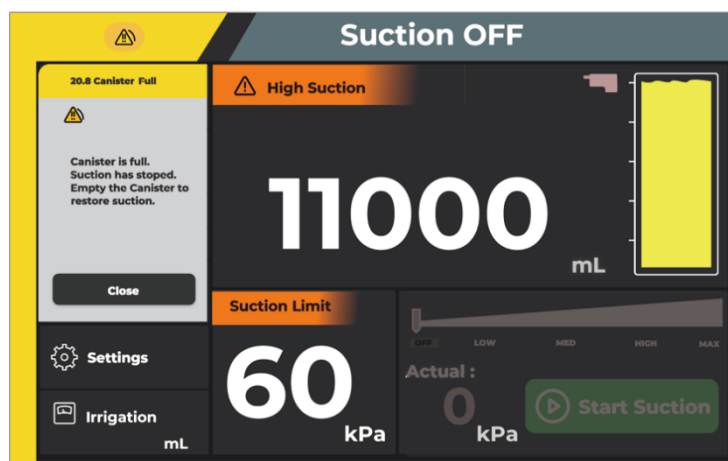 Suction OFF
20.8 Canister Full
Canister is full.
Suction has stoped.
Empty the Canister to
restore suction.
Close
Settings
Irrigation
mL
High Suction
11000
mL
Suction Limit
60
kPa
OFF LOW MED HIGH MAX
Actual :
0
kPa
Start Suction